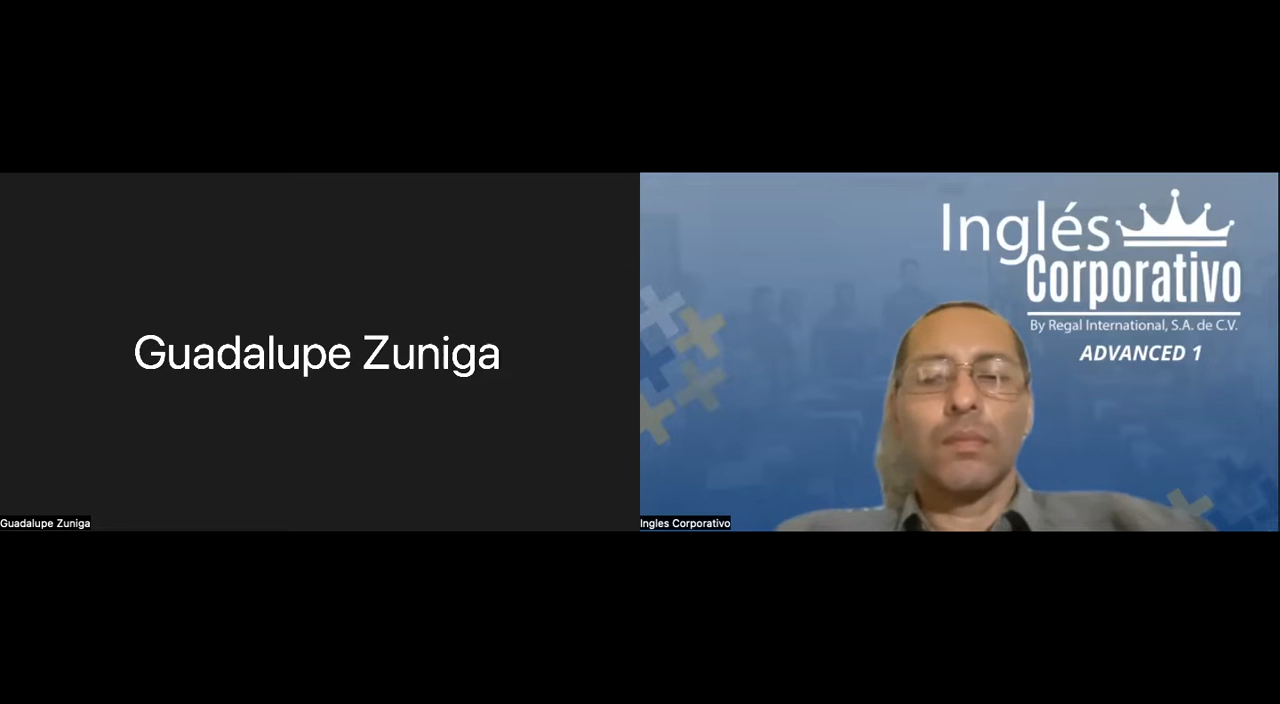 Guadalupe Zuniga
Guadalupe Zuniga
Inglés
Corporativo
By Regal International, S.A. de C.V.
ADVANCED 1
Ingles Corporativo